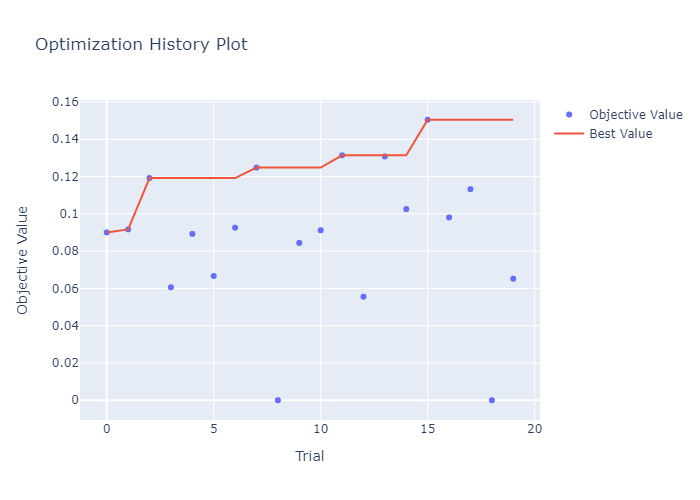 Optimization History Plot
Objective Value
Best Value
0.16
0.14
0.12
0.1
0.08
0.06
0.04
0.02
0
Objective Value
0
5
10
15
20
Trial